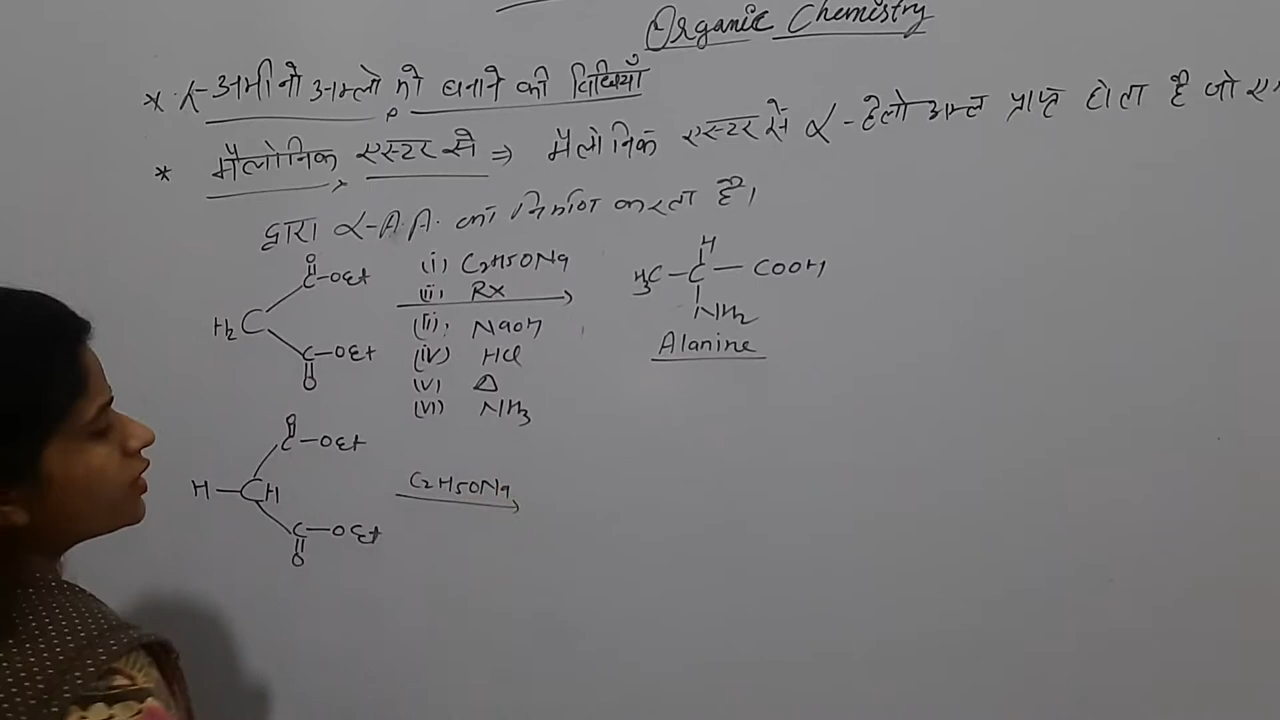 Organic Chemistry
* α-अमीनो अम्लो को बनाने की विधियाँ
* मैलोनिक एस्टर से ⇒ मैलोनिक एस्टर से α-हेलो अम्ल प्राप्त होता है जो
द्वारा α-A.A. का निर्माण करता है।
O
C-OEt
H2C
C-OEt
O
(i) C2H5ONa
(ii) RX
(ii) NaOH
(iv) HCl
(v) Δ
(vi) NH3
H
H3C-C-COOH
NH2
Alanine
O
C-OEt
H-CH
C-OEt
O
C2H5ONa